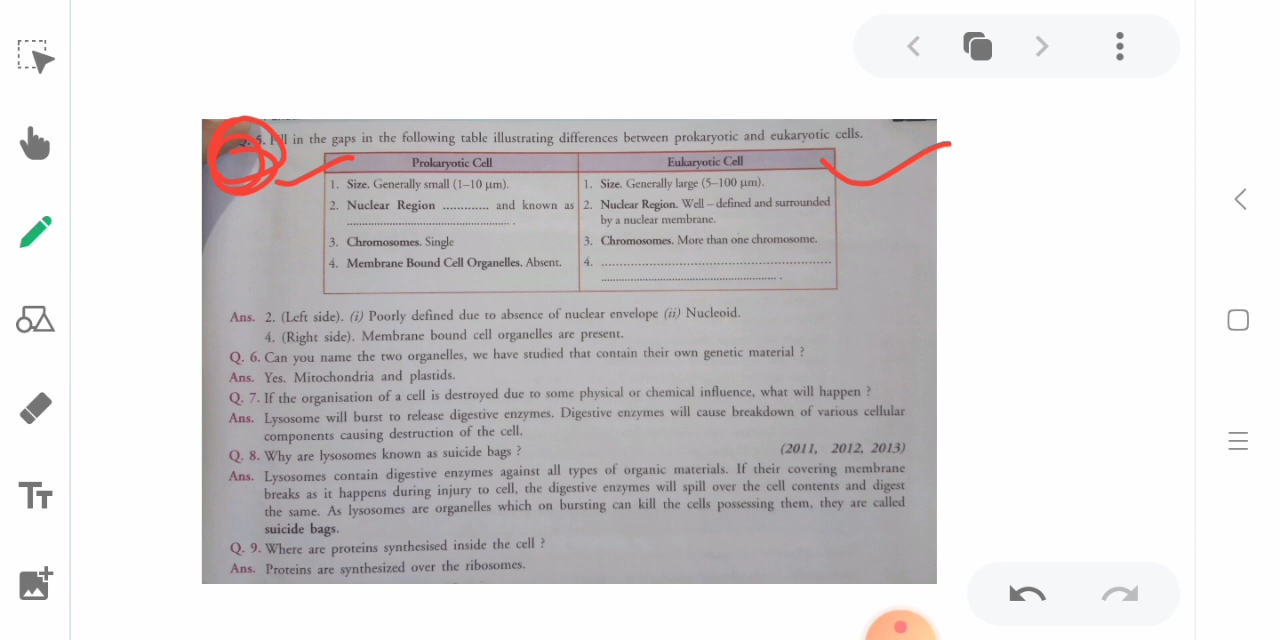 Q. 5. Fill in the gaps in the following table illustrating differences between prokaryotic and eukaryotic cells.
Prokaryotic Cell
1. Size. Generally small (1–10 µm).
2. Nuclear Region ............. and known as
.................................................... .
3. Chromosomes. Single
4. Membrane Bound Cell Organelles. Absent.
Eukaryotic Cell
1. Size. Generally large (5–100 µm).
2. Nuclear Region. Well – defined and surrounded
by a nuclear membrane.
3. Chromosomes. More than one chromosome.
4. ..........................................................................
......................................................... .
Ans. 2. (Left side). (i) Poorly defined due to absence of nuclear envelope (ii) Nucleoid.
4. (Right side). Membrane bound cell organelles are present.
Q. 6. Can you name the two organelles, we have studied that contain their own genetic material ?
Ans. Yes. Mitochondria and plastids.
Q. 7. If the organisation of a cell is destroyed due to some physical or chemical influence, what will happen ?
Ans. Lysosome will burst to release digestive enzymes. Digestive enzymes will cause breakdown of various cellular
components causing destruction of the cell.
Q. 8. Why are lysosomes known as suicide bags ? (2011, 2012, 2013)
Ans. Lysosomes contain digestive enzymes against all types of organic materials. If their covering membrane
breaks as it happens during injury to cell, the digestive enzymes will spill over the cell contents and digest
the same. As lysosomes are organelles which on bursting can kill the cells possessing them, they are called
suicide bags.
Q. 9. Where are proteins synthesised inside the cell ?
Ans. Proteins are synthesized over the ribosomes.